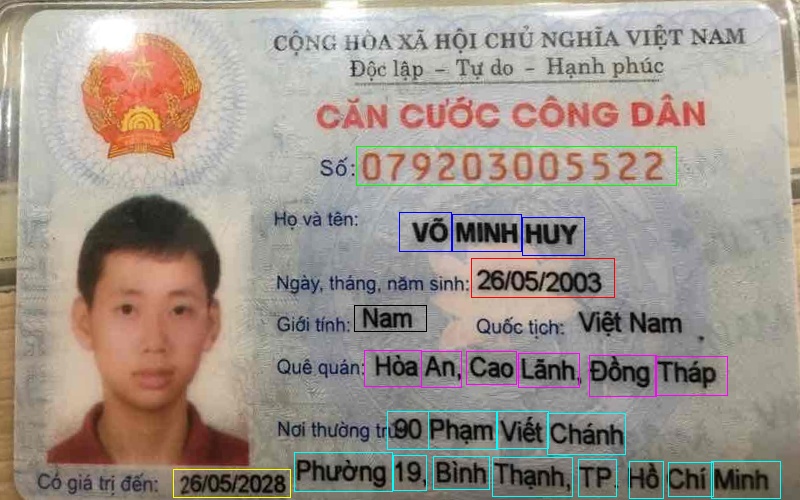 CỘNG HÒA XÃ HỘI CHỦ NGHĨA VIỆT NAM
Độc lập - Tự do - Hạnh phúc
CĂN CƯỚC CÔNG DÂN
Số: 079203005522
Họ và tên: VÕ MINH HUY
Ngày, tháng, năm sinh: 26/05/2003
Giới tính: Nam Quốc tịch: Việt Nam
Quê quán: Hòa An, Cao Lãnh, Đồng Tháp
Nơi thường trú: 90 Phạm Viết Chánh
Phường 19, Bình Thạnh, TP. Hồ Chí Minh
Có giá trị đến: 26/05/2028